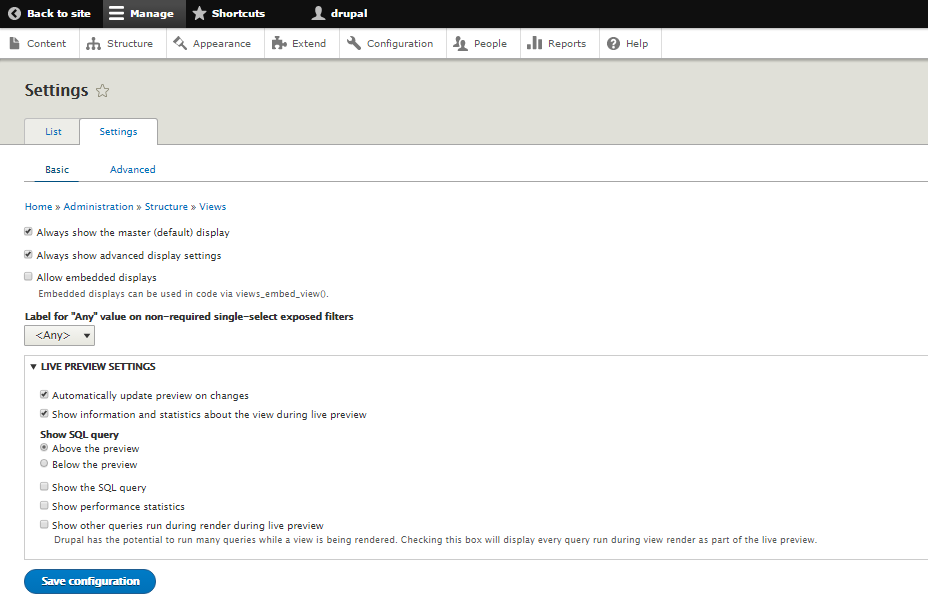 Back to site Manage Shortcuts drupal
Content Structure Appearance Extend Configuration People Reports Help
Settings
List Settings
Basic Advanced
Home » Administration » Structure » Views
Always show the master (default) display
Always show advanced display settings
Allow embedded displays
Embedded displays can be used in code via views_embed_view().
Label for "Any" value on non-required single-select exposed filters
<Any>
LIVE PREVIEW SETTINGS
Automatically update preview on changes
Show information and statistics about the view during live preview
Show SQL query
Above the preview
Below the preview
Show the SQL query
Show performance statistics
Show other queries run during render during live preview
Drupal has the potential to run many queries while a view is being rendered. Checking this box will display every query run during view render as part of the live preview.
Save configuration